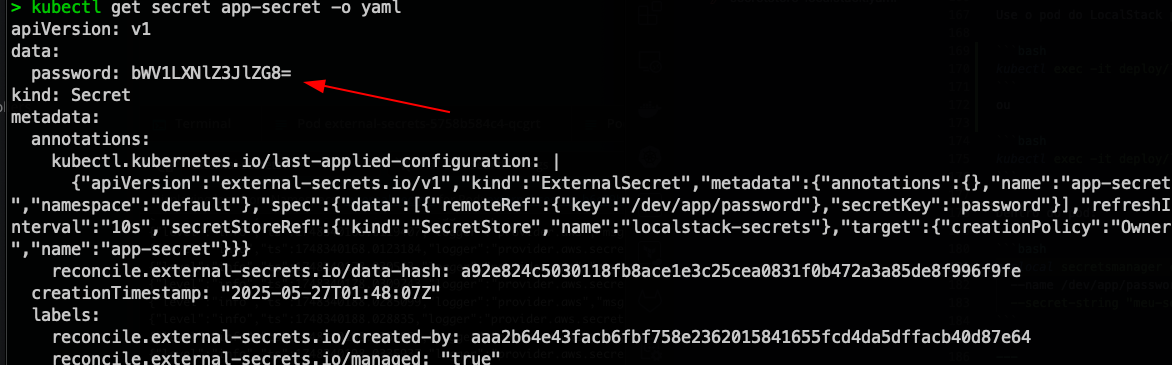 > kubectl get secret app-secret -o yaml
apiVersion: v1
data:
  password: bWV1LXNlZ3JlZG8=
kind: Secret
metadata:
  annotations:
    kubectl.kubernetes.io/last-applied-configuration: |
      {"apiVersion":"external-secrets.io/v1","kind":"ExternalSecret","metadata":{"annotations":{},"name":"app-secret
","namespace":"default"},"spec":{"data":[{"remoteRef":{"key":"/dev/app/password"},"secretKey":"password"}],"refreshI
nterval":"10s","secretStoreRef":{"kind":"SecretStore","name":"localstack-secrets"},"target":{"creationPolicy":"Owner
","name":"app-secret"}}}
    reconcile.external-secrets.io/data-hash: a92e824c5030118fb8ace1e3c25cea0831f0b472a3a85de8f996f9fe
  creationTimestamp: "2025-05-27T01:48:07Z"
  labels:
    reconcile.external-secrets.io/created-by: aaa2b64e43facb6fbf758e2362015841655fcd4da5dffacb40d87e64
    reconcile.external-secrets.io/managed: "true"